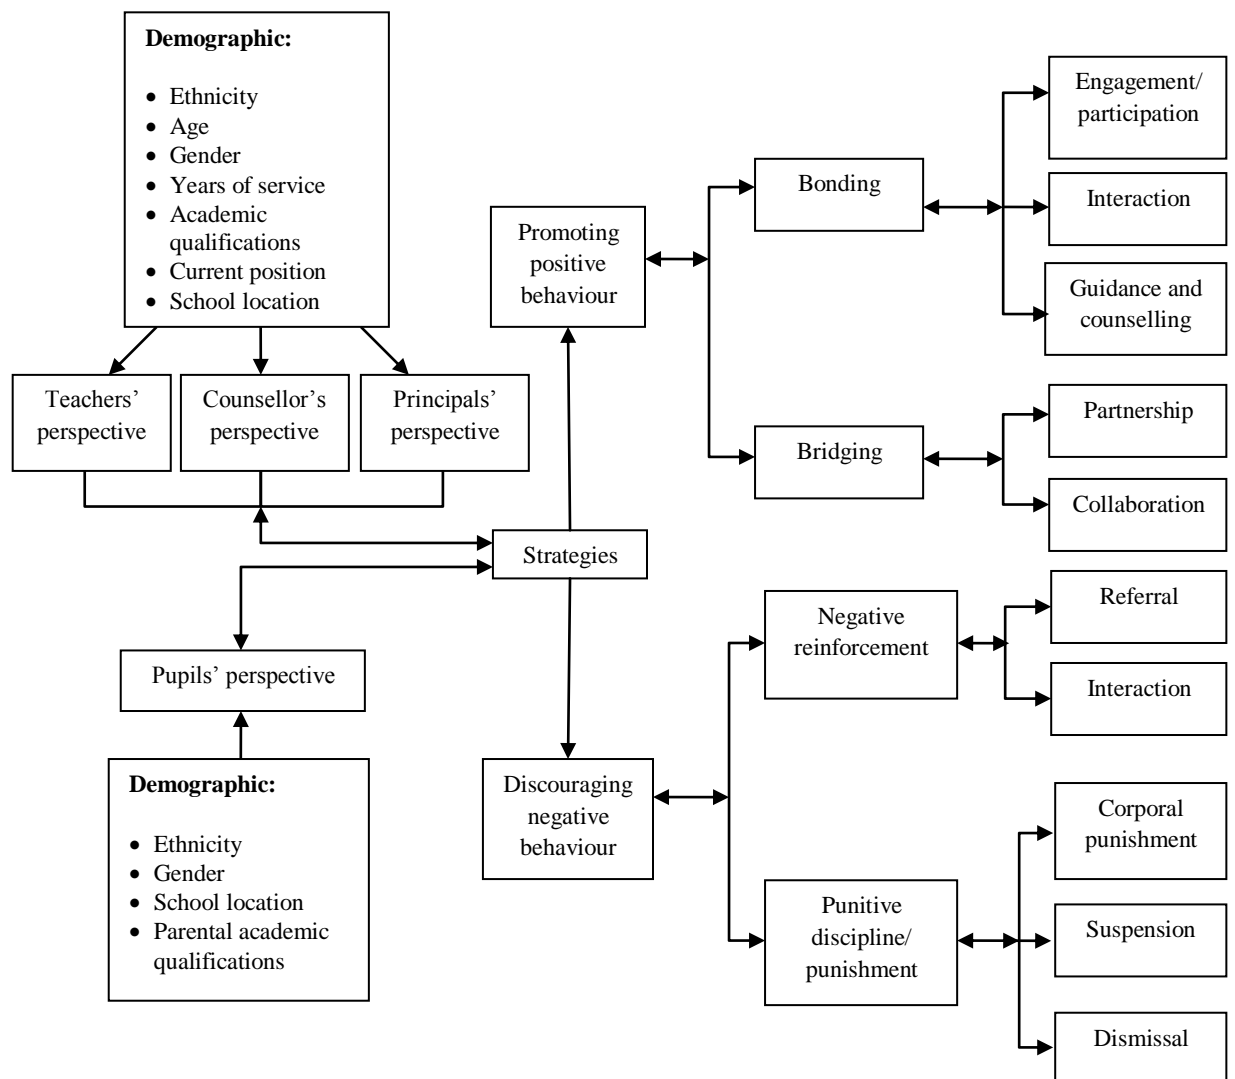 Demographic:
• Ethnicity
• Age
• Gender
• Years of service
• Academic
qualifications
• Current position
• School location
Teachers’
perspective
Counsellor’s
perspective
Principals’
perspective
Strategies
Pupils’ perspective
Demographic:
• Ethnicity
• Gender
• School location
• Parental academic
qualifications
Promoting
positive
behaviour
Discouraging
negative
behaviour
Bonding
Bridging
Negative
reinforcement
Punitive
discipline/
punishment
Engagement/
participation
Interaction
Guidance and
counselling
Partnership
Collaboration
Referral
Interaction
Corporal
punishment
Suspension
Dismissal